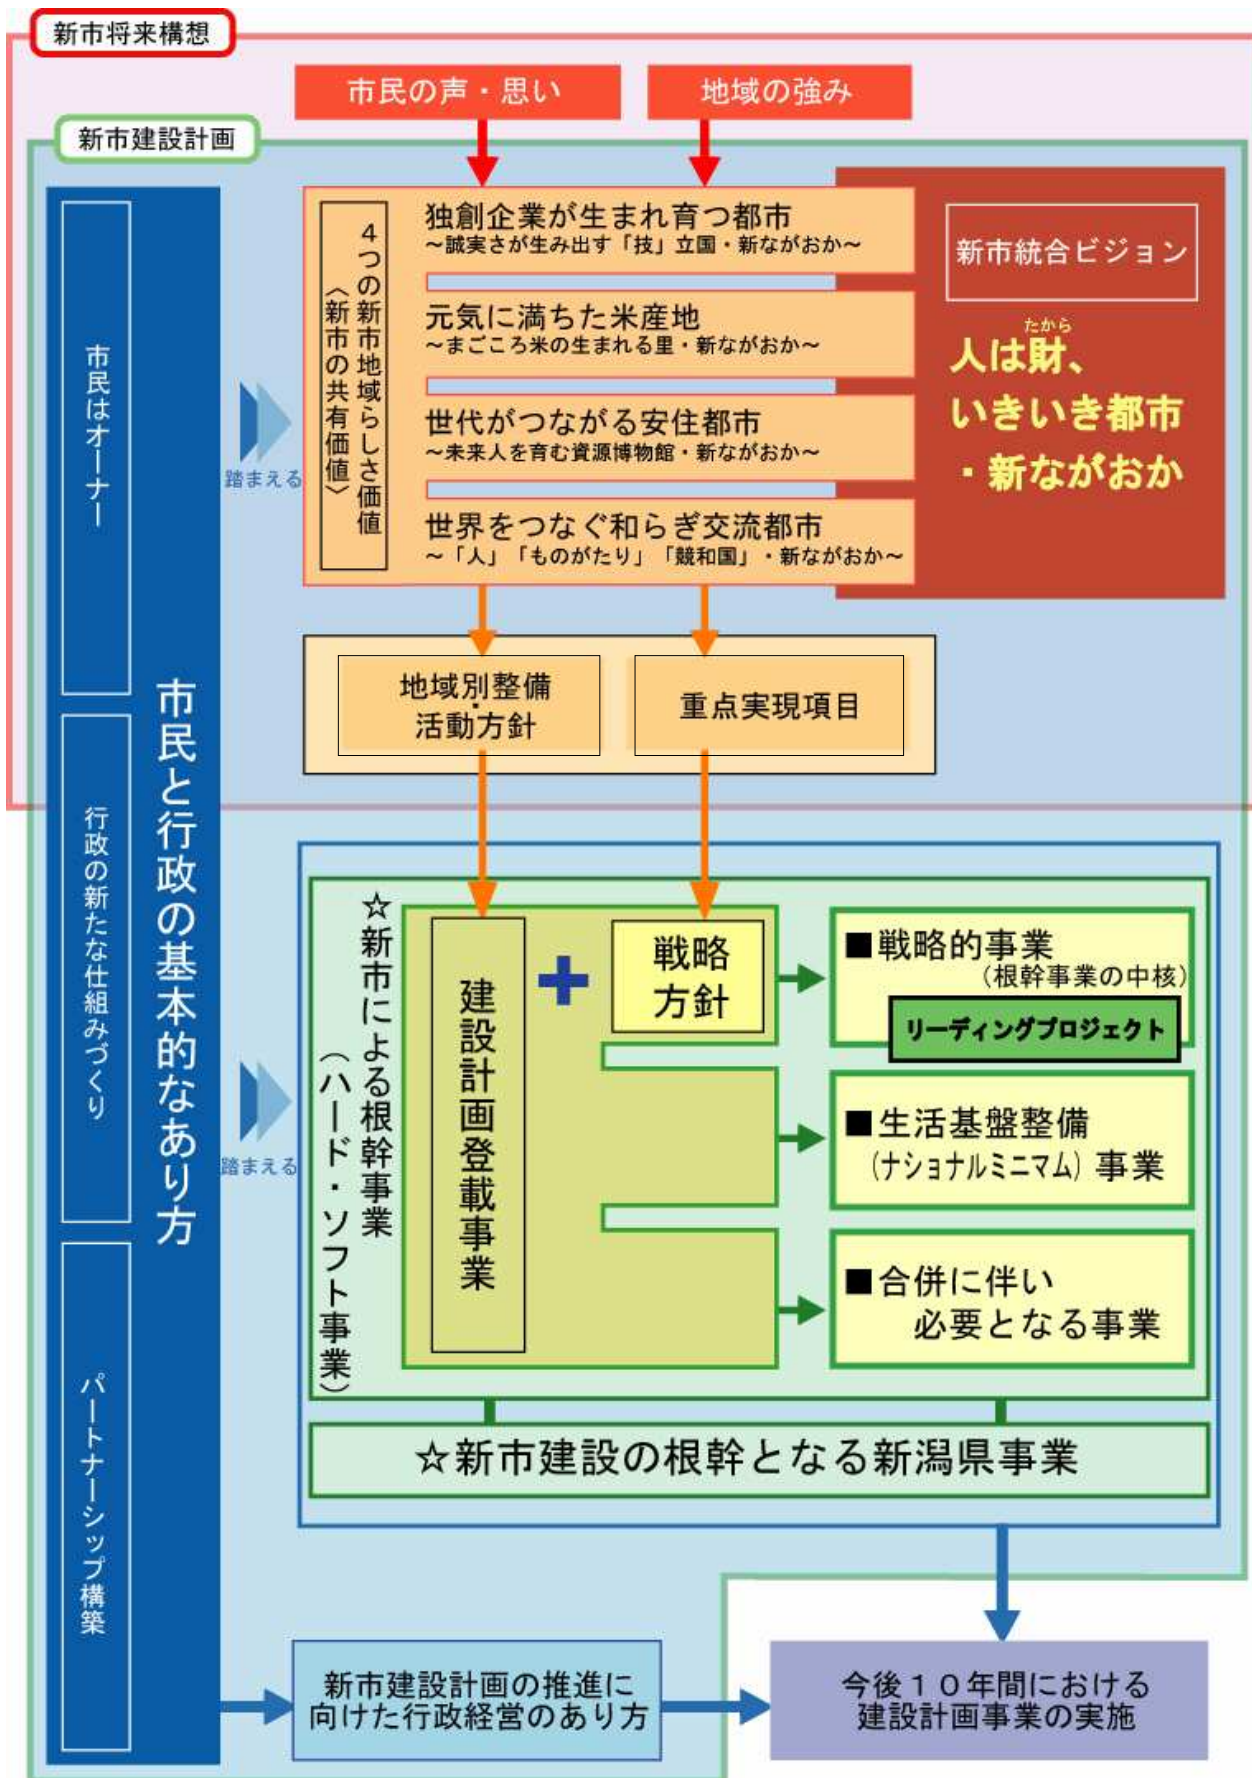 新市将来構想
市民の声・思い
地域の強み
新市建設計画
市民と行政の基本的なあり方
市民はオーナー
行政の新たな仕組みづくり
パートナーシップ構築
踏まえる
4つの新市地域らしさ価値
〈新市の共有価値〉
独創企業が生まれ育つ都市
~誠実さが生み出す「技」立国・新ながおか~
元気に満ちた米産地
~まごころ米の生まれる里・新ながおか~
世代がつながる安住都市
~未来人を育む資源博物館・新ながおか~
世界をつなぐ和らぎ交流都市
~「人」「ものがたり」「競和国」・新ながおか~
新市統合ビジョン
たから
人は財、
いきいき都市
・新ながおか
地域別整備
・
活動方針
重点実現項目
踏まえる
☆新市による根幹事業
(ハード・ソフト事業)
建設計画登載事業
+
戦略
方針
■戦略的事業
(根幹事業の中核)
リーディングプロジェクト
■生活基盤整備
(ナショナルミニマム)事業
■合併に伴い
必要となる事業
☆新市建設の根幹となる新潟県事業
新市建設計画の推進に
向けた行政経営のあり方
今後10年間における
建設計画事業の実施